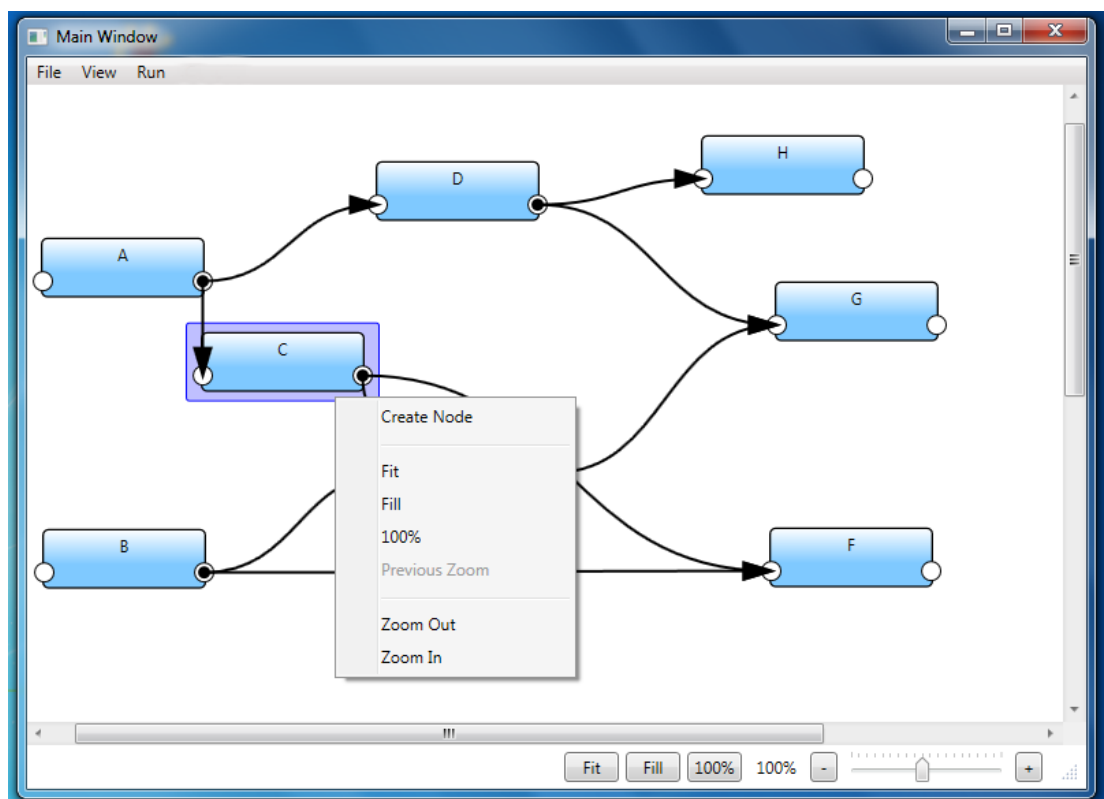 Main Window
File View Run
H
D
A
G
C
Create Node
Fit
Fill
100%
Previous Zoom
Zoom Out
Zoom In
B
F
Fit Fill 100% 100% - +